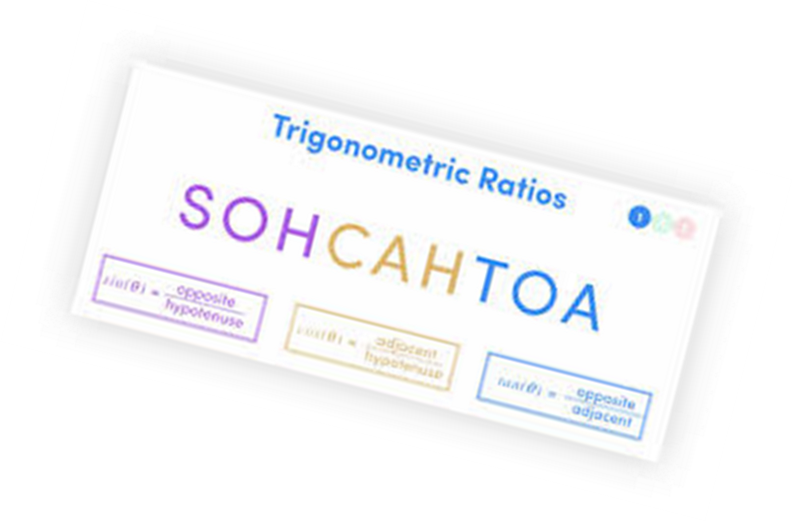 Trigonometric Ratios
SOHCAHTOA
sin(θ) = opposite / hypotenuse
cos(θ) = adjacent / hypotenuse
tan(θ) = opposite / adjacent